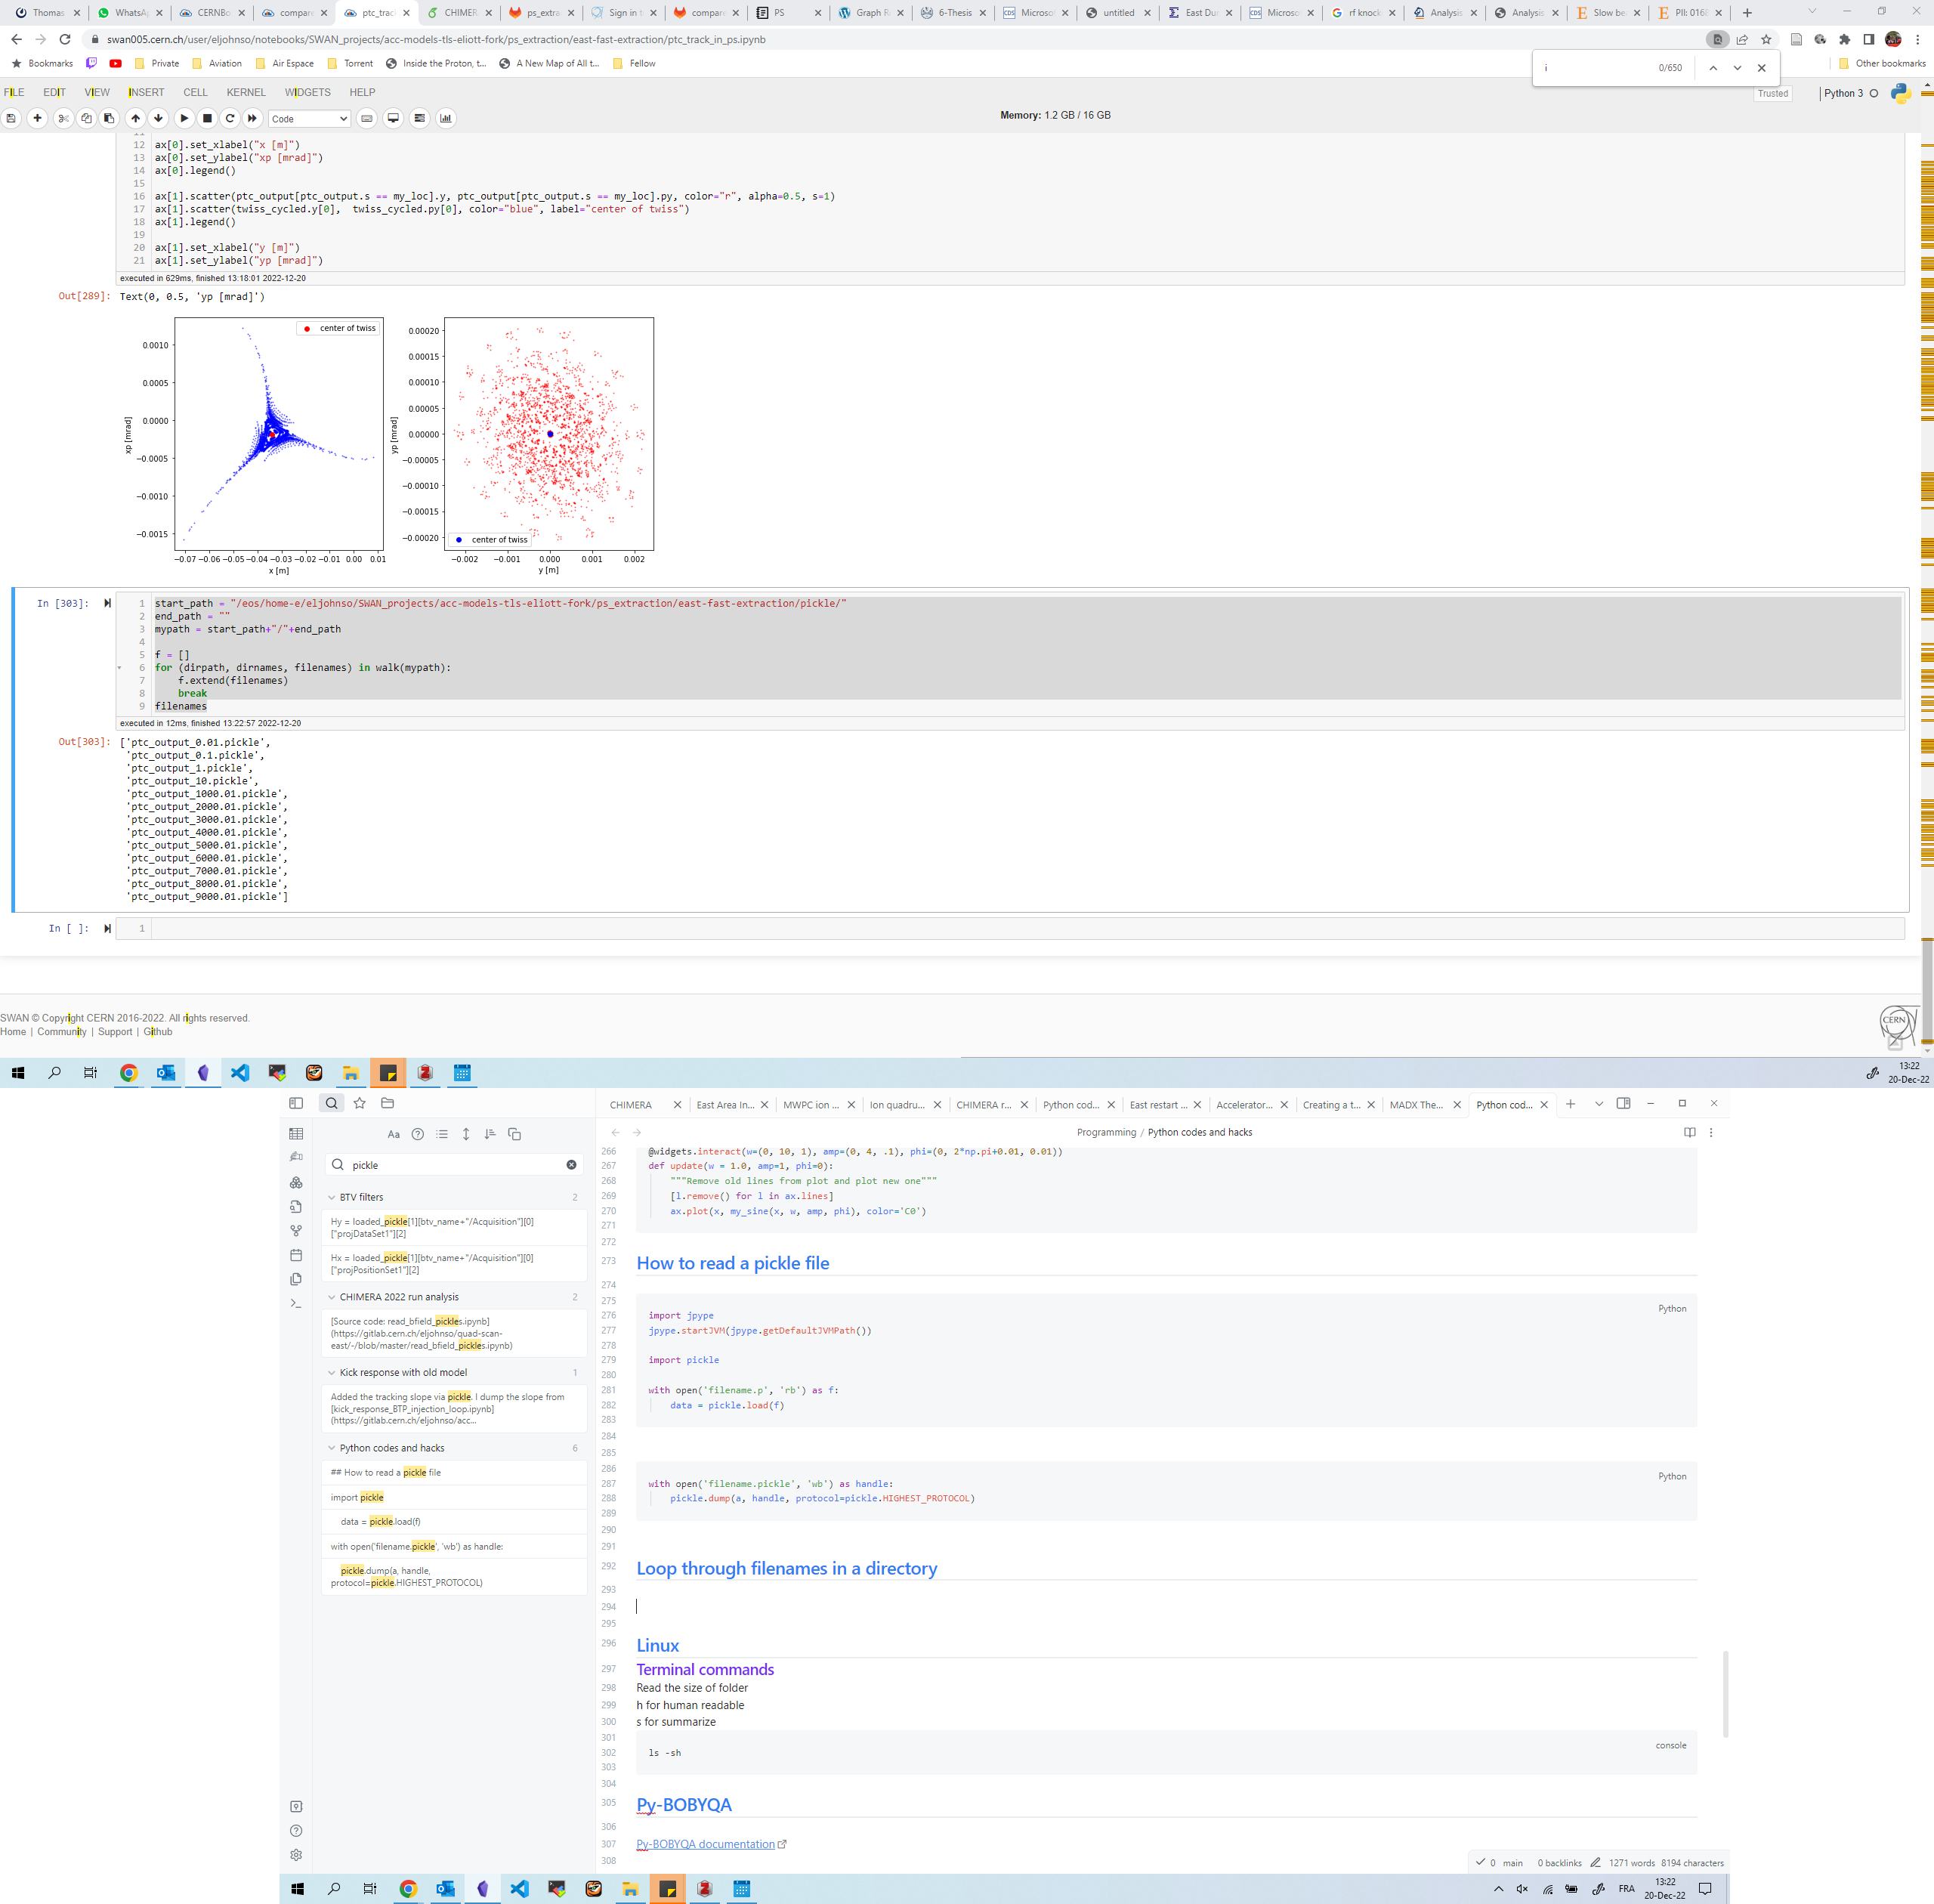 Thomas
WhatsA
CERNBo
compare
ptc_trac
CHIMER
ps_extra
Sign in t
compare
PS
Graph R
6-Thesis
Microso
untitled
East Du
Microso
rf knock
Analysis
Analysis
Slow be
PII: 016
swan005.cern.ch/user/eljohnso/notebooks/SWAN_projects/acc-models-tls-eliott-fork/ps_extraction/east-fast-extraction/ptc_track_in_ps.ipynb
Bookmarks
Private
Aviation
Air Espace
Torrent
Inside the Proton, t...
A New Map of All t...
Fellow
Other bookmarks
i 0/650
FILE EDIT VIEW INSERT CELL KERNEL WIDGETS HELP
Trusted
Python 3
Code
Memory: 1.2 GB / 16 GB
11
12 ax[0].set_xlabel("x [m]")
13 ax[0].set_ylabel("xp [mrad]")
14 ax[0].legend()
15
16 ax[1].scatter(ptc_output[ptc_output.s == my_loc].y, ptc_output[ptc_output.s == my_loc].py, color="r", alpha=0.5, s=1)
17 ax[1].scatter(twiss_cycled.y[0],  twiss_cycled.py[0], color="blue", label="center of twiss")
18 ax[1].legend()
19
20 ax[1].set_xlabel("y [m]")
21 ax[1].set_ylabel("yp [mrad]")
executed in 629ms, finished 13:18:01 2022-12-20
Out[289]: Text(0, 0.5, 'yp [mrad]')
center of twiss
0.0010
0.0005
0.0000
−0.0005
−0.0010
−0.0015
xp [mrad]
−0.07 −0.06 −0.05 −0.04 −0.03 −0.02 −0.01 0.00 0.01
x [m]
0.00020
0.00015
0.00010
0.00005
0.00000
−0.00005
−0.00010
−0.00015
−0.00020
yp [mrad]
center of twiss
−0.002 −0.001 0.000 0.001 0.002
y [m]
In [303]:
1 start_path = "/eos/home-e/eljohnso/SWAN_projects/acc-models-tls-eliott-fork/ps_extraction/east-fast-extraction/pickle/"
2 end_path = ""
3 mypath = start_path+"/"+end_path
4
5 f = []
6 for (dirpath, dirnames, filenames) in walk(mypath):
7 f.extend(filenames)
8 break
9 filenames
executed in 12ms, finished 13:22:57 2022-12-20
Out[303]: ['ptc_output_0.01.pickle',
'ptc_output_0.1.pickle',
'ptc_output_1.pickle',
'ptc_output_10.pickle',
'ptc_output_1000.01.pickle',
'ptc_output_2000.01.pickle',
'ptc_output_3000.01.pickle',
'ptc_output_4000.01.pickle',
'ptc_output_5000.01.pickle',
'ptc_output_6000.01.pickle',
'ptc_output_7000.01.pickle',
'ptc_output_8000.01.pickle',
'ptc_output_9000.01.pickle']
In [ ]: 1
SWAN © Copyright CERN 2016-2022. All rights reserved.
Home | Community | Support | Github
CERN
13:22
20-Dec-22
CHIMERA
East Area In...
MWPC ion ...
Ion quadru...
CHIMERA r...
Python cod...
East restart ...
Accelerator...
Creating a t...
MADX The...
Python cod...
Aa
pickle
Programming / Python codes and hacks
BTV filters 2
Hy = loaded_pickle[1][btv_name+"/Acquisition"][0]
["projDataSet1"][2]
Hx = loaded_pickle[1][btv_name+"/Acquisition"][0]
["projPositionSet1"][2]
CHIMERA 2022 run analysis 2
[Source code: read_bfield_pickles.ipynb]
(https://gitlab.cern.ch/eljohnso/quad-scan-
east/-/blob/master/read_bfield_pickles.ipynb)
Kick response with old model 1
Added the tracking slope via pickle. I dump the slope from
[kick_response_BTP_injection_loop.ipynb]
(https://gitlab.cern.ch/eljohnso/acc...
Python codes and hacks 6
## How to read a pickle file
import pickle
data = pickle.load(f)
with open('filename.pickle', 'wb') as handle:
pickle.dump(a, handle,
protocol=pickle.HIGHEST_PROTOCOL)
266 @widgets.interact(w=(0, 10, 1), amp=(0, 4, .1), phi=(0, 2*np.pi+0.01, 0.01))
267 def update(w = 1.0, amp=1, phi=0):
268 """Remove old lines from plot and plot new one"""
269 [l.remove() for l in ax.lines]
270 ax.plot(x, my_sine(x, w, amp, phi), color='C0')
271
272
273 How to read a pickle file
274
275
Python
276 import jpype
277 jpype.startJVM(jpype.getDefaultJVMPath())
278
279 import pickle
280
281 with open('filename.p', 'rb') as f:
282 data = pickle.load(f)
283
284
285
286
Python
287 with open('filename.pickle', 'wb') as handle:
288 pickle.dump(a, handle, protocol=pickle.HIGHEST_PROTOCOL)
289
290
291
292 Loop through filenames in a directory
293
294
295
296 Linux
297 Terminal commands
298 Read the size of folder
299 h for human readable
300 s for summarize
301
console
302 ls -sh
303
304
305 Py-BOBYQA
306
307 Py-BOBYQA documentation
308
0 main 0 backlinks 1271 words 8194 characters
FRA
13:22
20-Dec-22